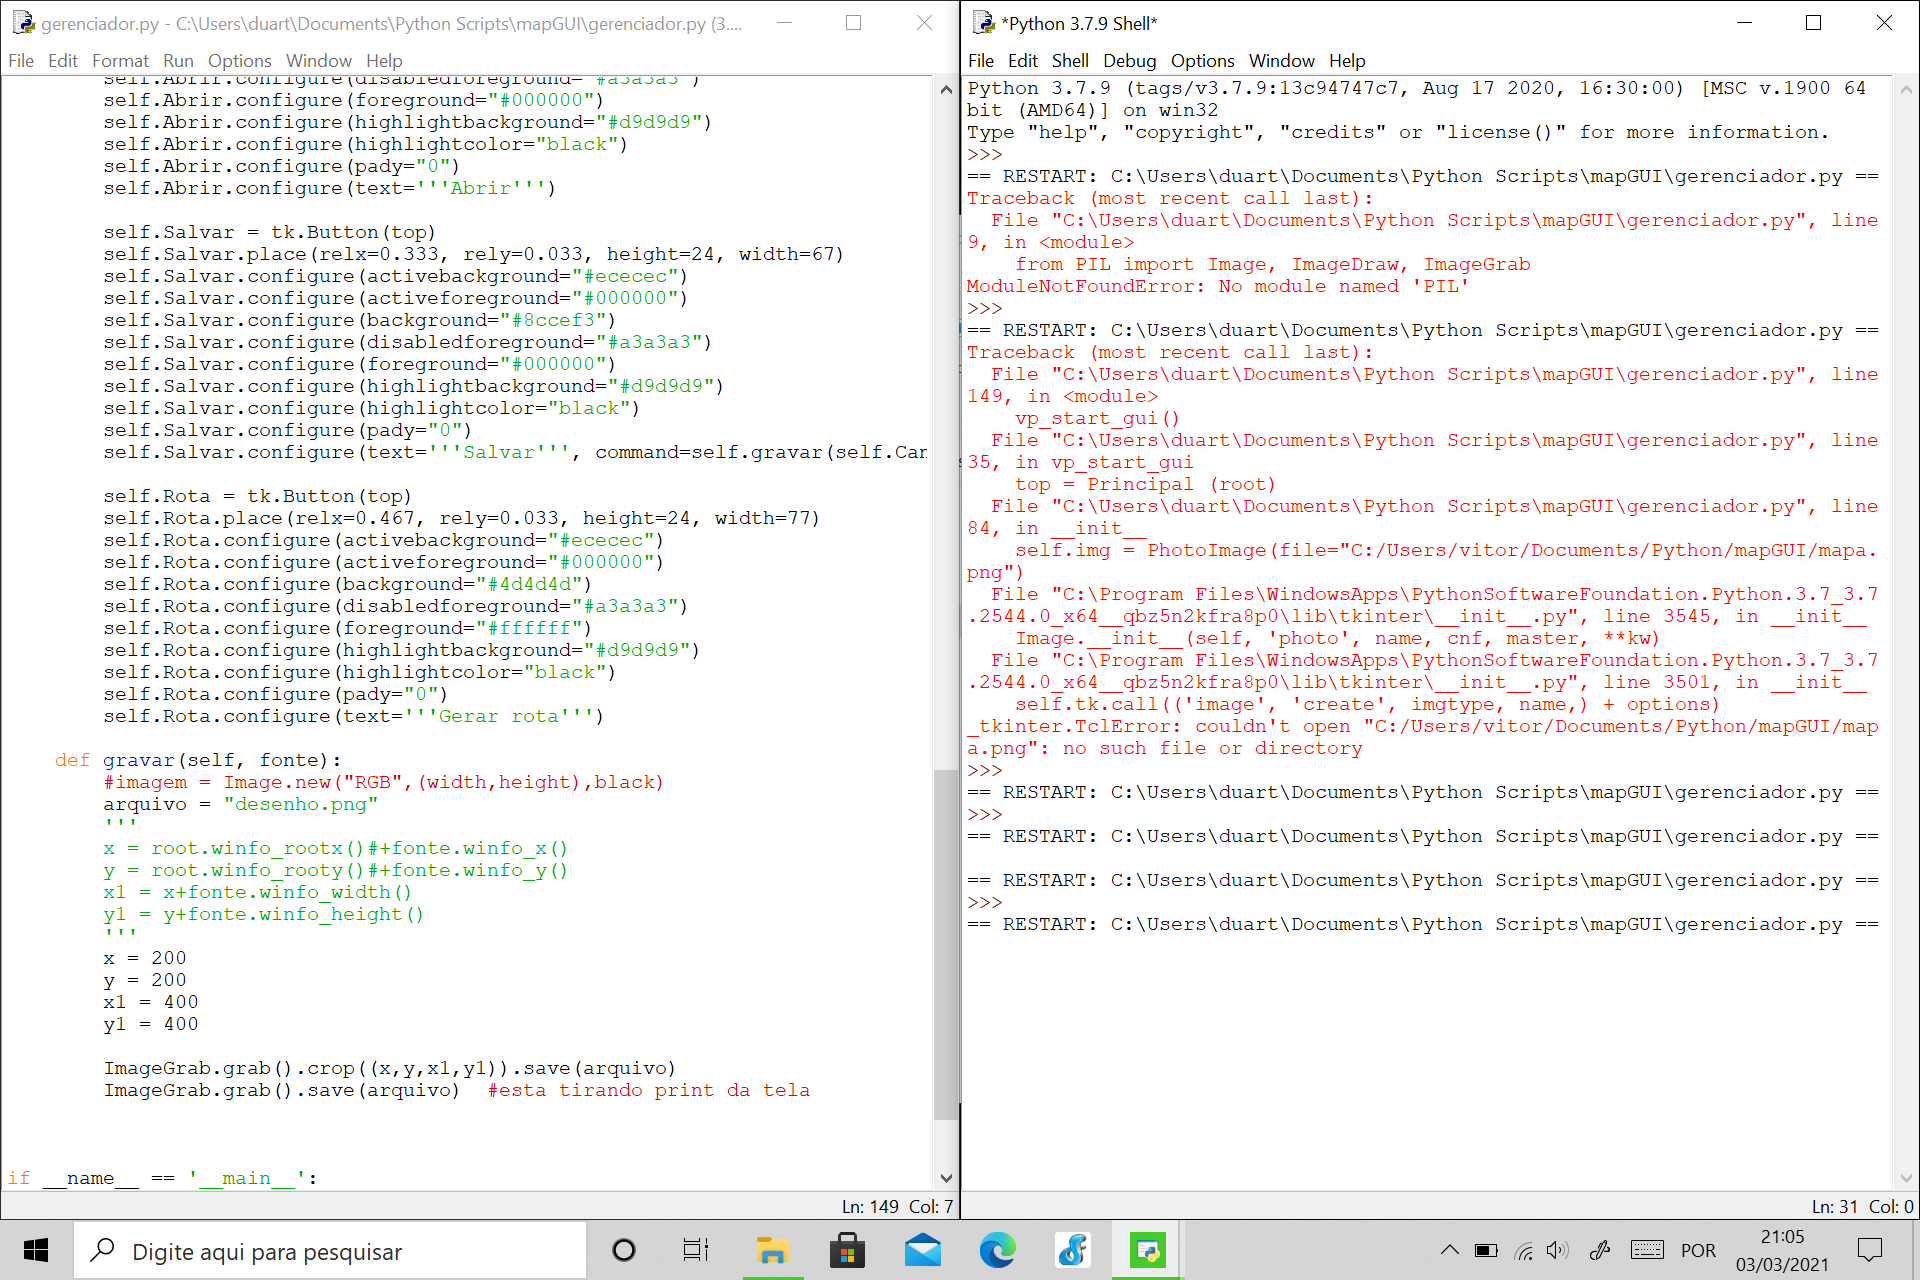 gerenciador.py - C:\Users\duart\Documents\Python Scripts\mapGUI\gerenciador.py (3....
File Edit Format Run Options Window Help
self.Abrir.configure(disabledforeground="#a3a3a3")
self.Abrir.configure(foreground="#000000")
self.Abrir.configure(highlightbackground="#d9d9d9")
self.Abrir.configure(highlightcolor="black")
self.Abrir.configure(pady="0")
self.Abrir.configure(text='''Abrir''')
self.Salvar = tk.Button(top)
self.Salvar.place(relx=0.333, rely=0.033, height=24, width=67)
self.Salvar.configure(activebackground="#ececec")
self.Salvar.configure(activeforeground="#000000")
self.Salvar.configure(background="#8ccef3")
self.Salvar.configure(disabledforeground="#a3a3a3")
self.Salvar.configure(foreground="#000000")
self.Salvar.configure(highlightbackground="#d9d9d9")
self.Salvar.configure(highlightcolor="black")
self.Salvar.configure(pady="0")
self.Salvar.configure(text='''Salvar''', command=self.gravar(self.Can
self.Rota = tk.Button(top)
self.Rota.place(relx=0.467, rely=0.033, height=24, width=77)
self.Rota.configure(activebackground="#ececec")
self.Rota.configure(activeforeground="#000000")
self.Rota.configure(background="#4d4d4d")
self.Rota.configure(disabledforeground="#a3a3a3")
self.Rota.configure(foreground="#ffffff")
self.Rota.configure(highlightbackground="#d9d9d9")
self.Rota.configure(highlightcolor="black")
self.Rota.configure(pady="0")
self.Rota.configure(text='''Gerar rota''')
def gravar(self, fonte):
#imagem = Image.new("RGB",(width,height),black)
arquivo = "desenho.png"
'''
x = root.winfo_rootx()#+fonte.winfo_x()
y = root.winfo_rooty()#+fonte.winfo_y()
x1 = x+fonte.winfo_width()
y1 = y+fonte.winfo_height()
'''
x = 200
y = 200
x1 = 400
y1 = 400
ImageGrab.grab().crop((x,y,x1,y1)).save(arquivo)
ImageGrab.grab().save(arquivo) #esta tirando print da tela
if __name__ == '__main__':
Ln: 149 Col: 7
*Python 3.7.9 Shell*
File Edit Shell Debug Options Window Help
Python 3.7.9 (tags/v3.7.9:13c94747c7, Aug 17 2020, 16:30:00) [MSC v.1900 64
bit (AMD64)] on win32
Type "help", "copyright", "credits" or "license()" for more information.
>>>
== RESTART: C:\Users\duart\Documents\Python Scripts\mapGUI\gerenciador.py ==
Traceback (most recent call last):
File "C:\Users\duart\Documents\Python Scripts\mapGUI\gerenciador.py", line
9, in <module>
from PIL import Image, ImageDraw, ImageGrab
ModuleNotFoundError: No module named 'PIL'
>>>
== RESTART: C:\Users\duart\Documents\Python Scripts\mapGUI\gerenciador.py ==
Traceback (most recent call last):
File "C:\Users\duart\Documents\Python Scripts\mapGUI\gerenciador.py", line
149, in <module>
vp_start_gui()
File "C:\Users\duart\Documents\Python Scripts\mapGUI\gerenciador.py", line
35, in vp_start_gui
top = Principal (root)
File "C:\Users\duart\Documents\Python Scripts\mapGUI\gerenciador.py", line
84, in __init__
self.img = PhotoImage(file="C:/Users/vitor/Documents/Python/mapGUI/mapa.
png")
File "C:\Program Files\WindowsApps\PythonSoftwareFoundation.Python.3.7_3.7
.2544.0_x64__qbz5n2kfra8p0\lib\tkinter\__init__.py", line 3545, in __init__
Image.__init__(self, 'photo', name, cnf, master, **kw)
File "C:\Program Files\WindowsApps\PythonSoftwareFoundation.Python.3.7_3.7
.2544.0_x64__qbz5n2kfra8p0\lib\tkinter\__init__.py", line 3501, in __init__
self.tk.call(('image', 'create', imgtype, name,) + options)
_tkinter.TclError: couldn't open "C:/Users/vitor/Documents/Python/mapGUI/map
a.png": no such file or directory
>>>
== RESTART: C:\Users\duart\Documents\Python Scripts\mapGUI\gerenciador.py ==
>>>
== RESTART: C:\Users\duart\Documents\Python Scripts\mapGUI\gerenciador.py ==
== RESTART: C:\Users\duart\Documents\Python Scripts\mapGUI\gerenciador.py ==
>>>
== RESTART: C:\Users\duart\Documents\Python Scripts\mapGUI\gerenciador.py ==
Ln: 31 Col: 0
Digite aqui para pesquisar
POR
21:05
03/03/2021